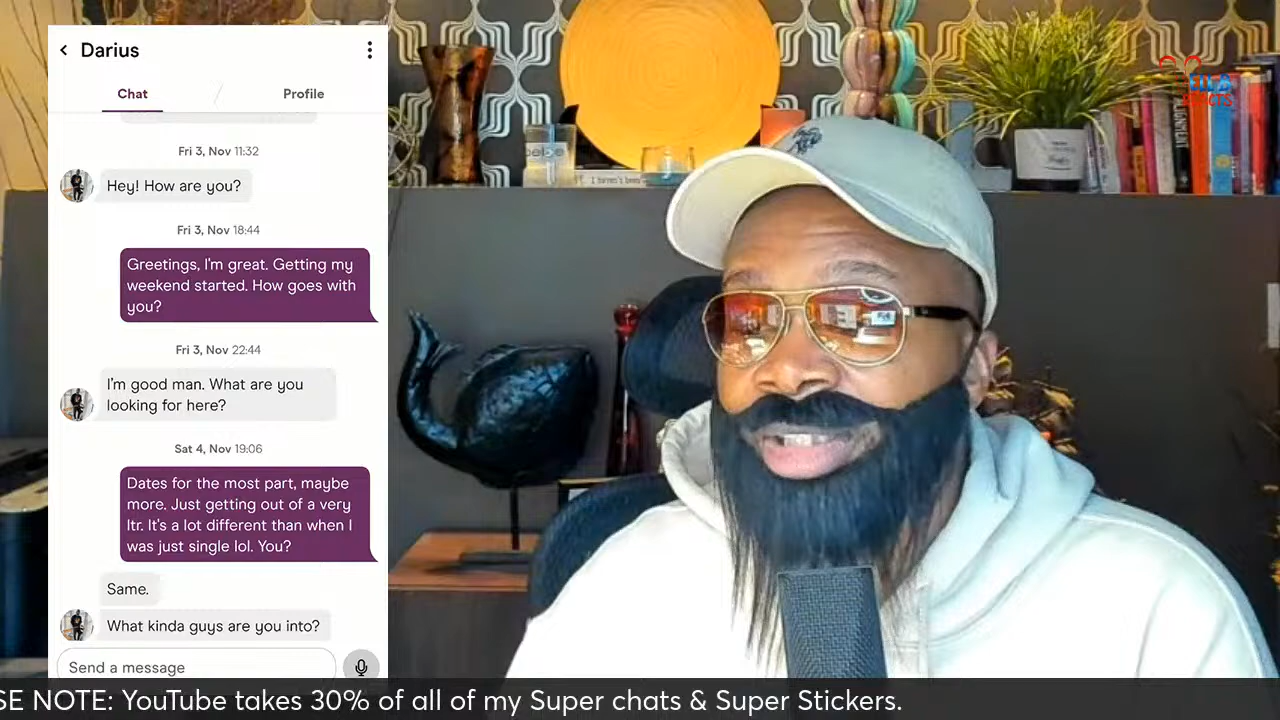 Darius
Chat
Profile
Fri 3, Nov 11:32
Hey! How are you?
Fri 3, Nov 18:44
Greetings, I'm great. Getting my
weekend started. How goes with
you?
Fri 3, Nov 22:44
I'm good man. What are you
looking for here?
Sat 4, Nov 19:06
Dates for the most part, maybe
more. Just getting out of a very
ltr. It's a lot different than when I
was just single lol. You?
Same.
What kinda guys are you into?
Send a message
SE NOTE: YouTube takes 30% of all of my Super chats & Super Stickers.